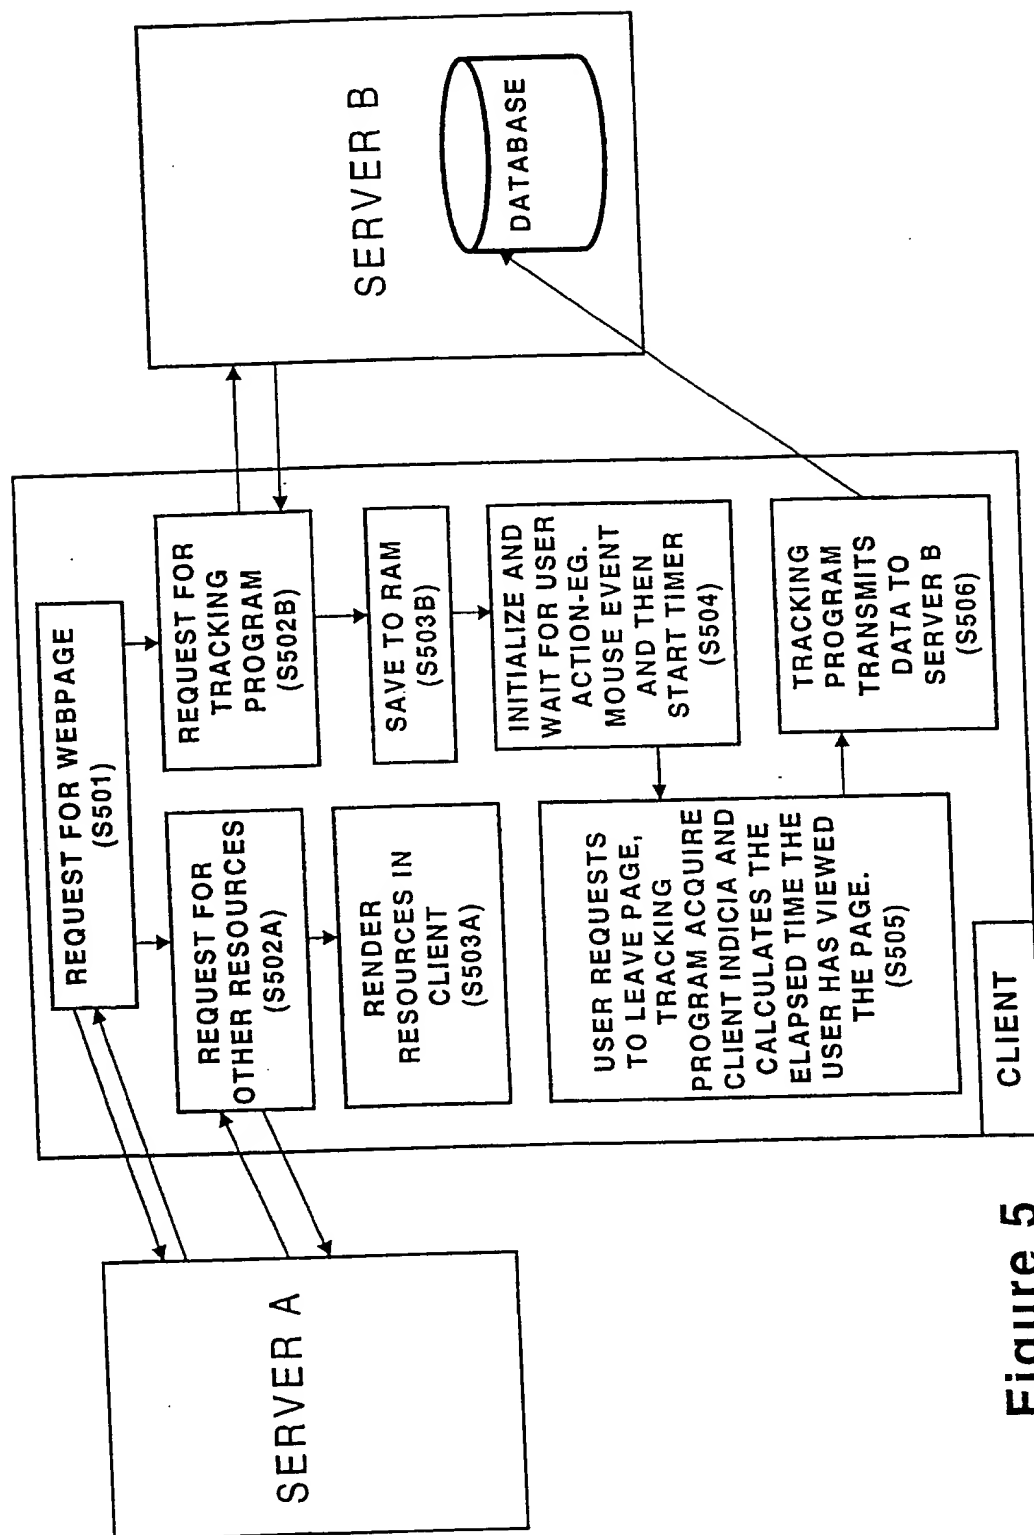 SERVER A
REQUEST FOR WEBPAGE
(S501)
REQUEST FOR
OTHER RESOURCES
(S502A)
REQUEST FOR
TRACKING
PROGRAM
(S502B)
RENDER
RESOURCES IN
CLIENT
(S503A)
SAVE TO RAM
(S503B)
INITIALIZE AND
WAIT FOR USER
ACTION-EG.
MOUSE EVENT
AND THEN
START TIMER
(S504)
USER REQUESTS
TO LEAVE PAGE,
TRACKING
PROGRAM ACQUIRE
CLIENT INDICIA AND
CALCULATES THE
ELAPSED TIME THE
USER HAS VIEWED
THE PAGE.
(S505)
TRACKING
PROGRAM
TRANSMITS
DATA TO
SERVER B
(S506)
CLIENT
SERVER B
DATABASE
Figure 5